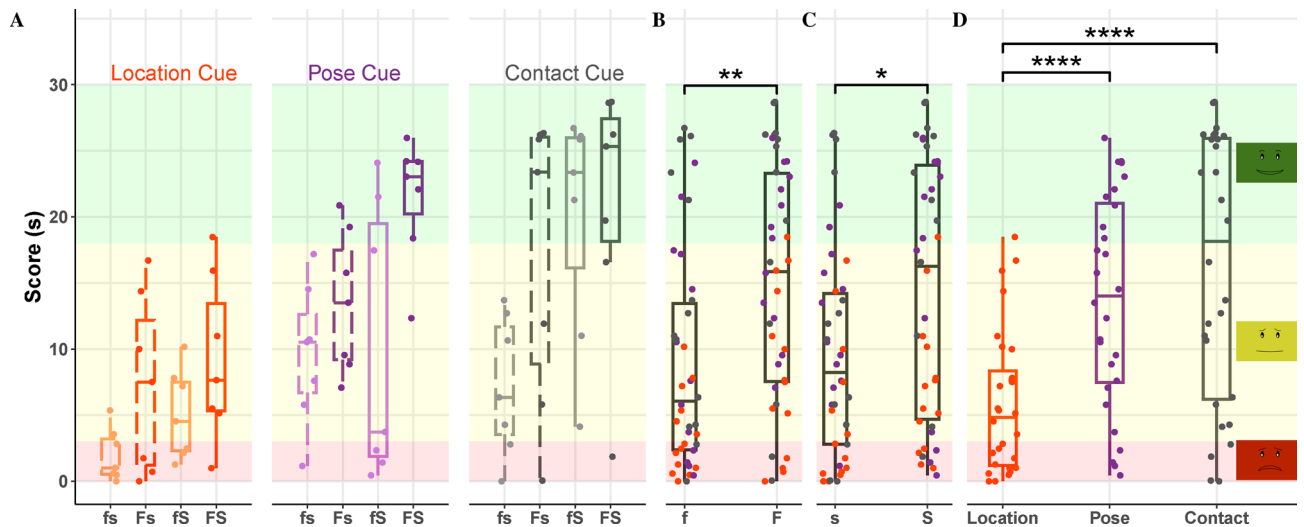 A B C D
**** 
** * ****
Location Cue Pose Cue Contact Cue
Score (s)
30
20
10
0
fs Fs fS FS fs Fs fS FS fs Fs fS FS f F s S Location Pose Contact